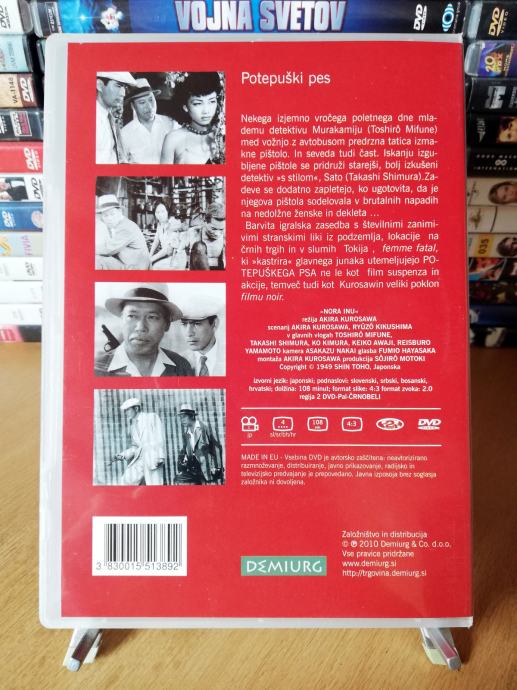 VOJNA SVETOV
Potepuški pes
Nekega izjemno vročega poletnega dne mla-
demu detektivu Murakamiju (Toshirô Mifune)
med vožnjo z avtobusom predrzna tatica izma-
kne pištolo. In seveda tudi čast. Iskanju izgu-
bljene pištole se pridruži starejši, bolj izkušeni
detektiv »s stilom«, Sato (Takashi Shimura).Za-
deve se dodatno zapletejo, ko ugotovita, da je
njegova pištola sodelovala v brutalnih napadih
na nedolžne ženske in dekleta ...
Barvita igralska zasedba s številnimi zanimi-
vimi stranskimi liki iz podzemlja, lokacije na
črnih trgih in v slumih Tokija , femme fatal,
ki »kastrira« glavnega junaka utemeljujejo PO-
TEPUŠKEGA PSA ne le kot film suspenza in
akcije, temveč tudi kot Kurosawin veliki poklon
filmu noir.
»NORA INU«
režija AKIRA KUROSAWA
scenarij AKIRA KUROSAWA, RYÛZÔ KIKUSHIMA
v glavnih vlogah TOSHIRÔ MIFUNE,
TAKASHI SHIMURA, KO KIMURA, KEIKO AWAJI, REISBURO
YAMAMOTO kamera ASAKAZU NAKAI glasba FUMIO HAYASAKA
montaža AKIRA KUROSAWA produkcija SÔJIRÔ MOTOKI
Copyright © 1949 SHIN TOHO, Japonska
izvorni jezik: japonski; podnaslovi: slovenski, srbski, bosanski,
hrvatski; dolžina: 108 minut; format slike: 4:3 format zvoka: 2.0
regija 2 DVD-Pal-ČRNOBELI
4
108
4:3
2
DVD
jp
sl/sr/bh/hr
MADE IN EU - Vsebina DVD je avtorsko zaščitena: neavtorizirano
razmnoževanje, distribuiranje, javno prikazovanje, radijsko in
televizijsko predvajanje je prepovedano. Javna izposoja brez soglasja
založnika ni dovoljena.
3 830015 513892
DEMIURG
Založništvo in distribucija
© ℗ 2010 Demiurg & Co. d.o.o.
Vse pravice pridržane
www.demiurg.si
http://trgovina.demiurg.si